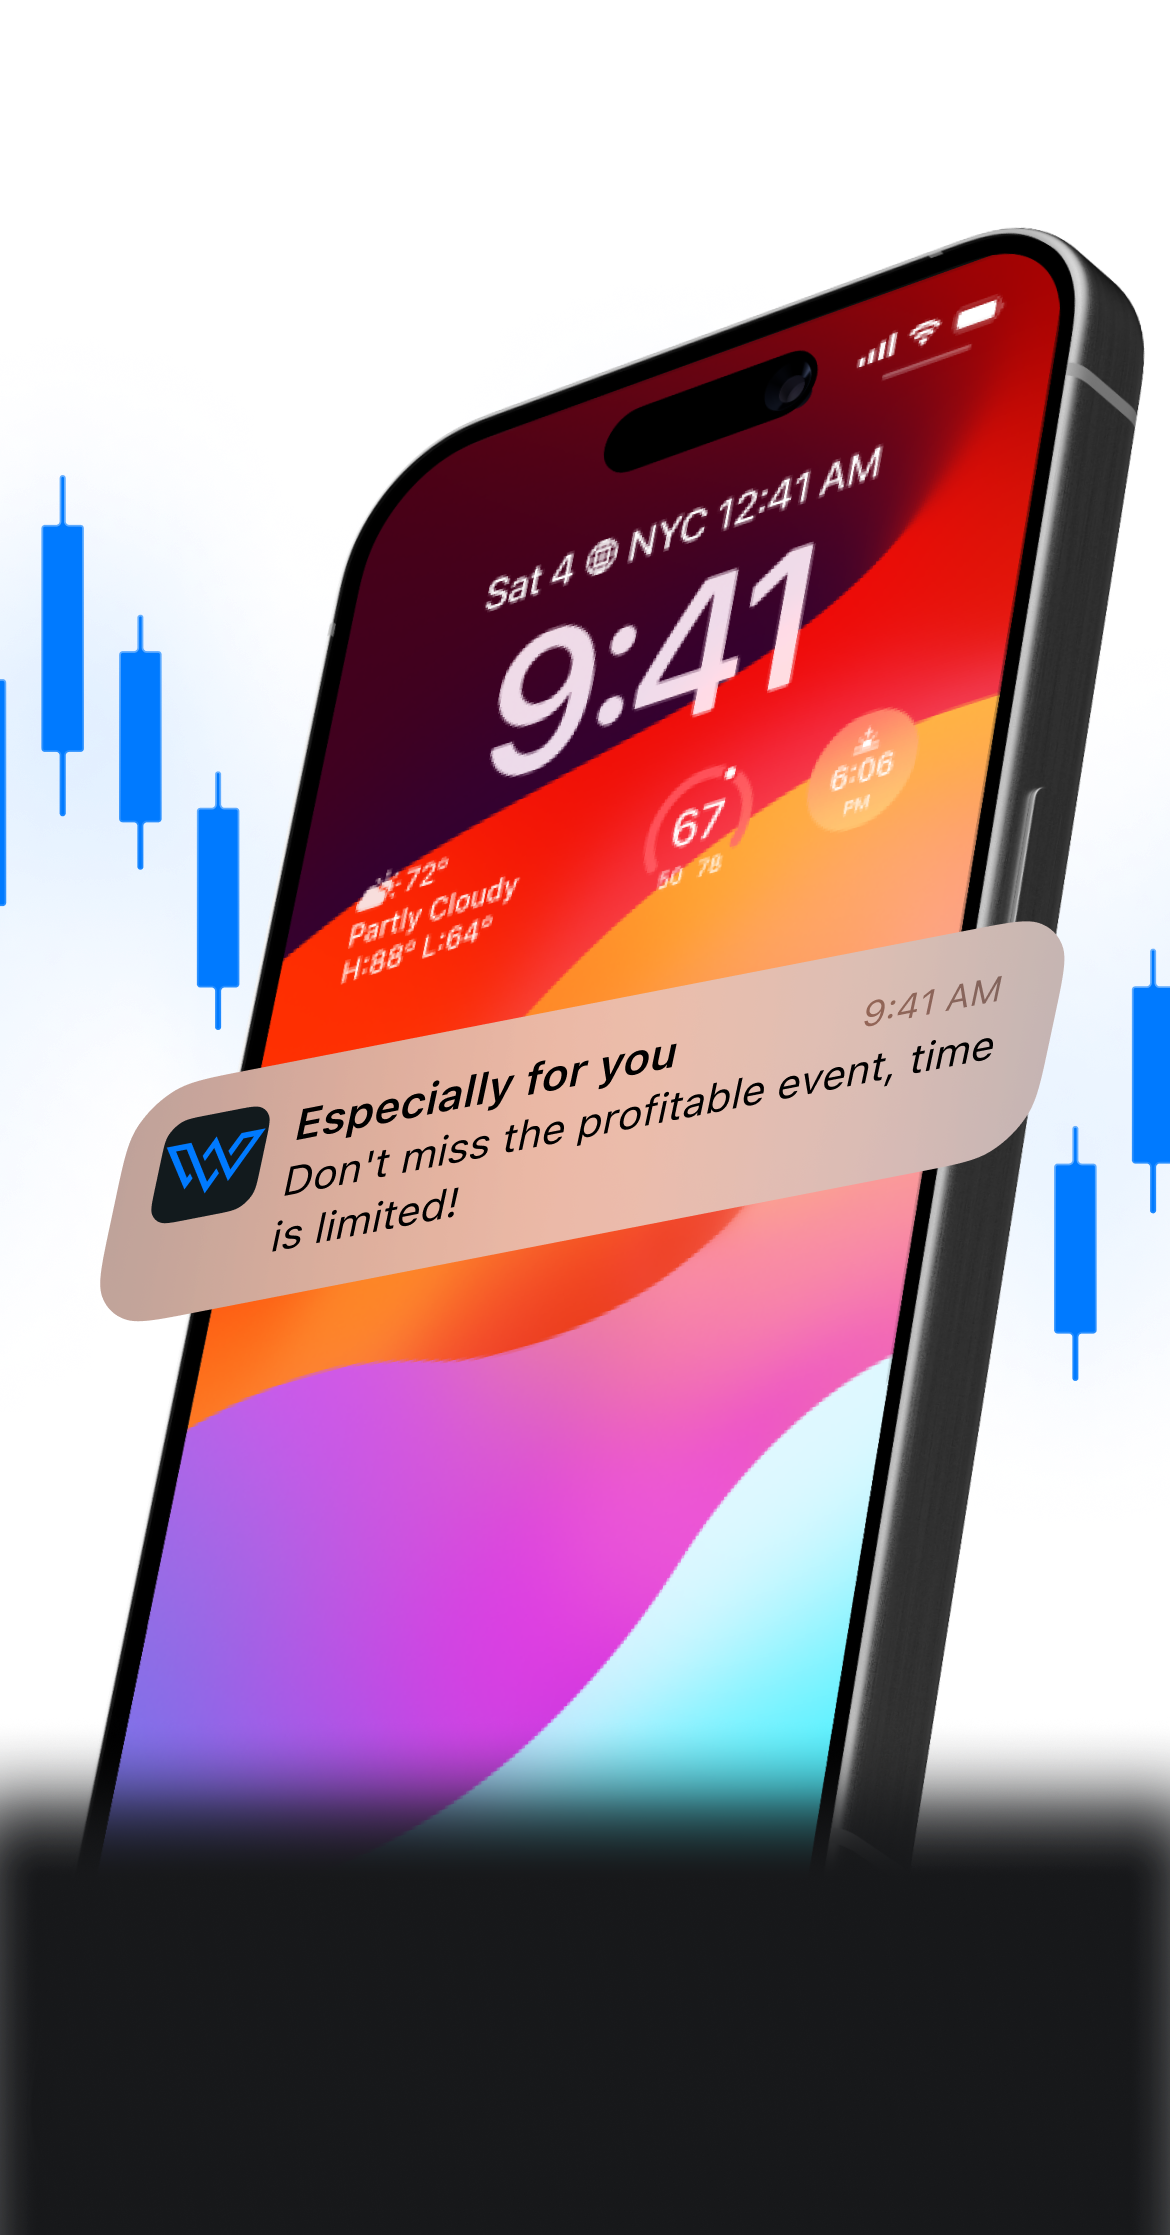 Sat 4 NYC 12:41 AM
9:41
72°
Partly Cloudy
H:88° L:64°
67
50 78
6:06
PM
9:41 AM
Especially for you
Don't miss the profitable event, time
is limited!